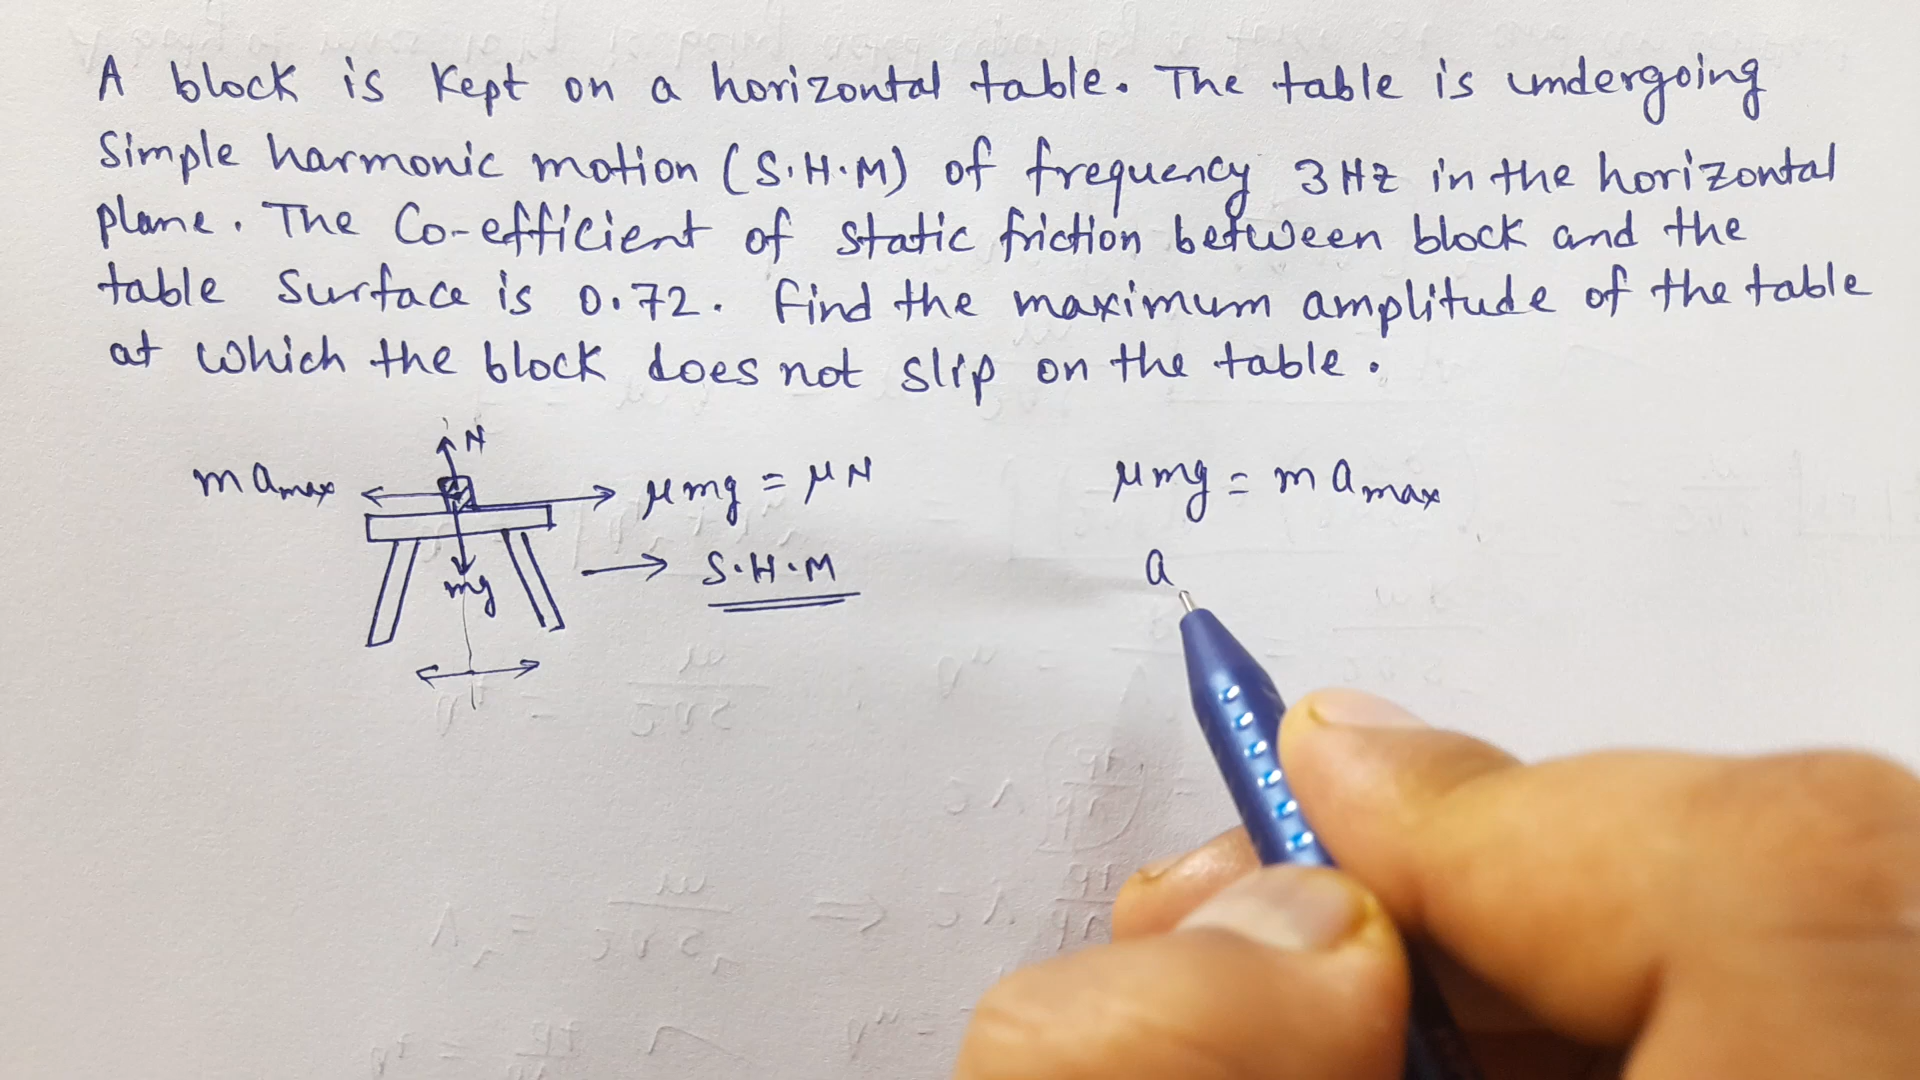 A block is kept on a horizontal table. The table is undergoing
Simple harmonic motion (S.H.M) of frequency 3Hz in the horizontal
plane. The Co-efficient of static friction between block and the
table surface is 0.72. Find the maximum amplitude of the table
at which the block does not slip on the table.
N
m a_max
μmg = μN
μmg = m a_max
S.H.M
a
mg